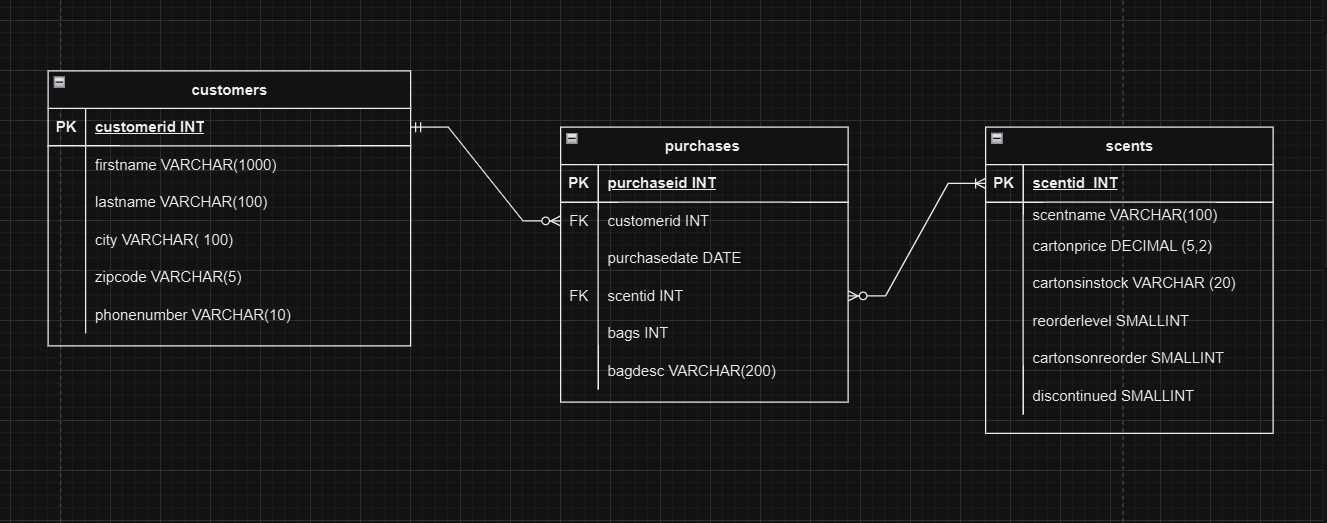 customers
PK customerid INT
firstname VARCHAR(1000)
lastname VARCHAR(100)
city VARCHAR( 100)
zipcode VARCHAR(5)
phonenumber VARCHAR(10)
purchases
PK purchaseid INT
FK customerid INT
purchasedate DATE
FK scentid INT
bags INT
bagdesc VARCHAR(200)
scents
PK scentid  INT
scentname VARCHAR(100)
cartonprice DECIMAL (5,2)
cartonsinstock VARCHAR (20)
reorderlevel SMALLINT
cartonsonreorder SMALLINT
discontinued SMALLINT